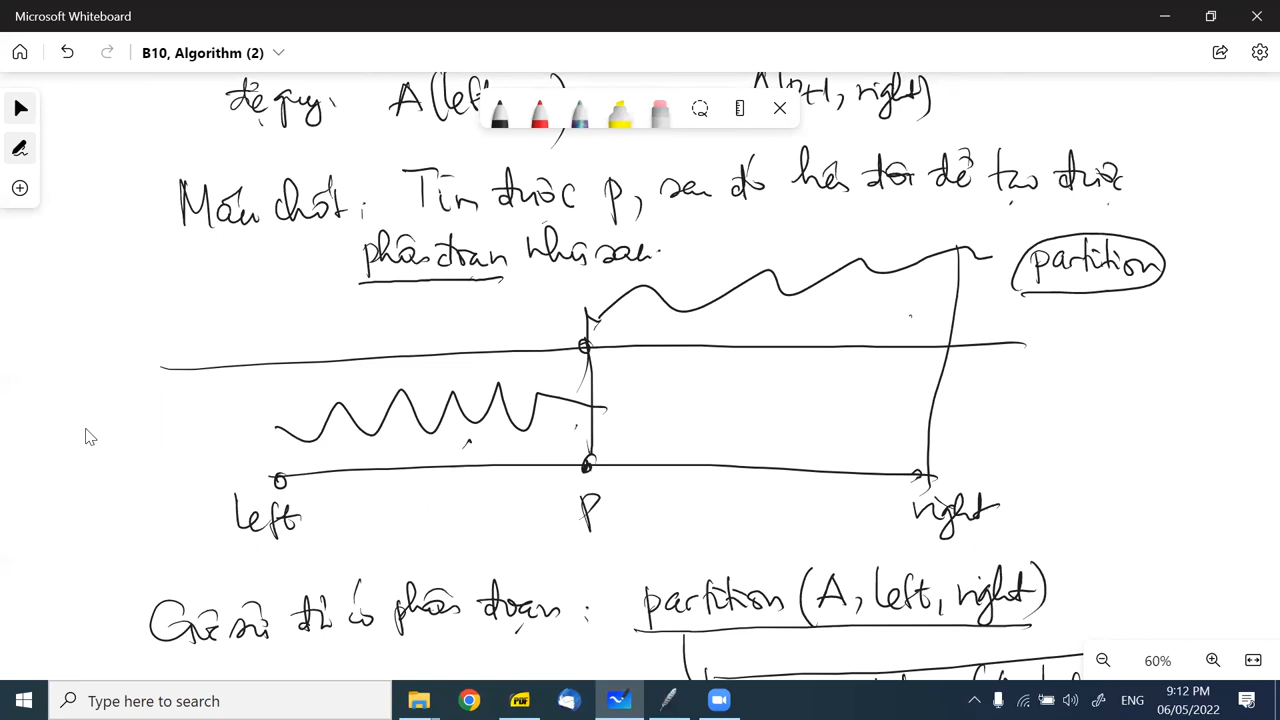 Microsoft Whiteboard
B10, Algorithm (2)
đệ quy: A(left
+1, right)
Mấu chốt: Tìm được p, sau đó hoán đổi để tạo được
phân đoạn như sau:
partition
left
P
right
Giả sử đã có phân đoạn: partition (A, left, right)
60%
Type here to search
ENG
9:12 PM
06/05/2022